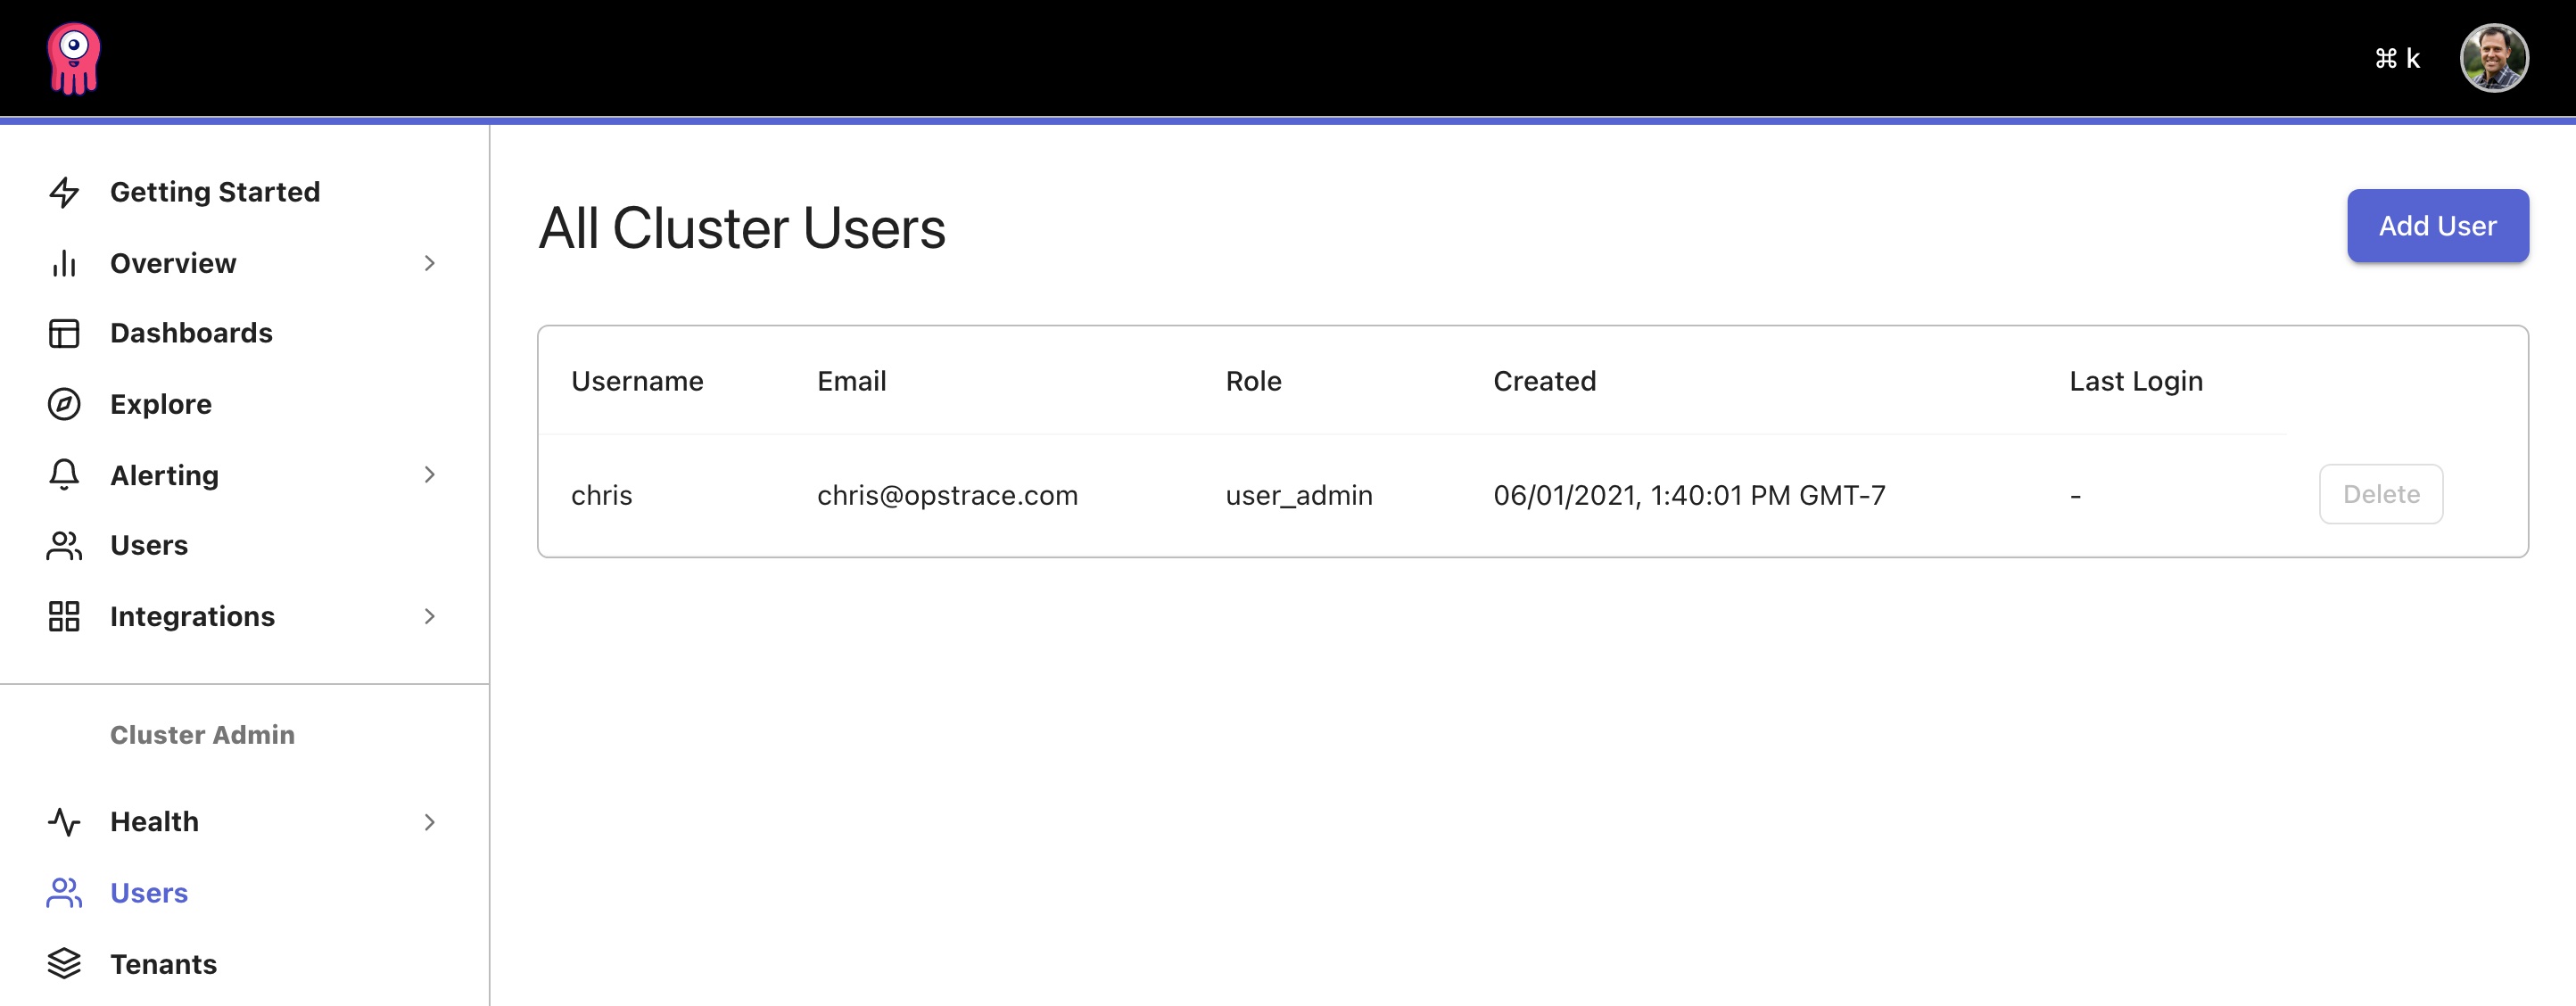 ⌘ k
Getting Started
Overview
Dashboards
Explore
Alerting
Users
Integrations
Cluster Admin
Health
Users
Tenants
All Cluster Users
Add User
Username Email Role Created Last Login
chris chris@opstrace.com user_admin 06/01/2021, 1:40:01 PM GMT-7 - Delete